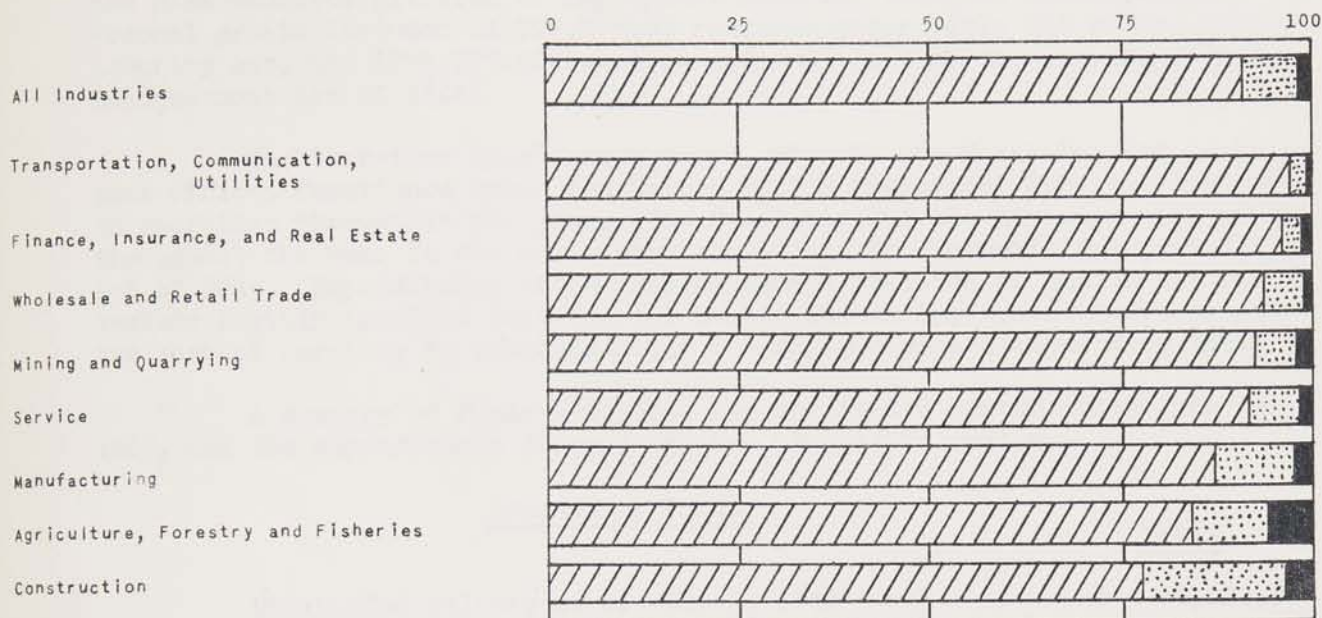 0 25 50 75 100
All Industries
Transportation, Communication,
Utilities
Finance, Insurance, and Real Estate
Wholesale and Retail Trade
Mining and Quarrying
Service
Manufacturing
Agriculture, Forestry and Fisheries
Construction